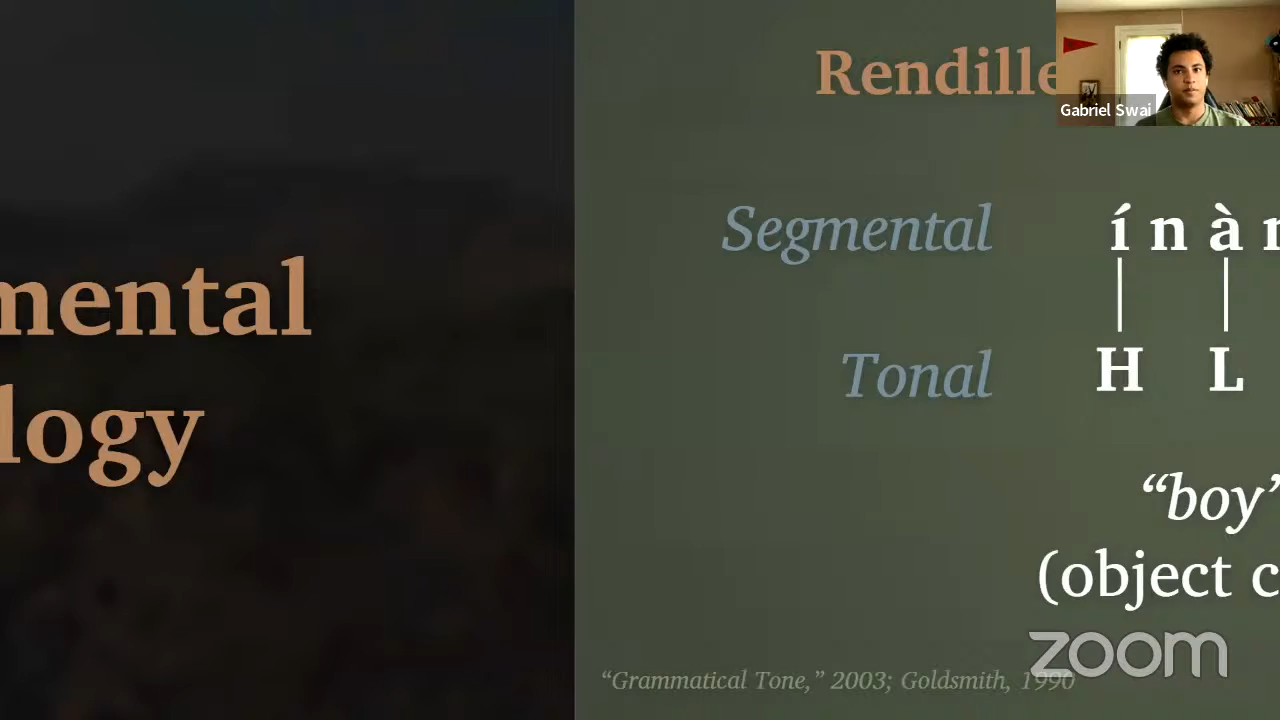 mental
logy
Rendille
Gabriel Swai
Segmental
í n à
Tonal
H L
“boy”
(object c
zoom
“Grammatical Tone,” 2003; Goldsmith, 1990